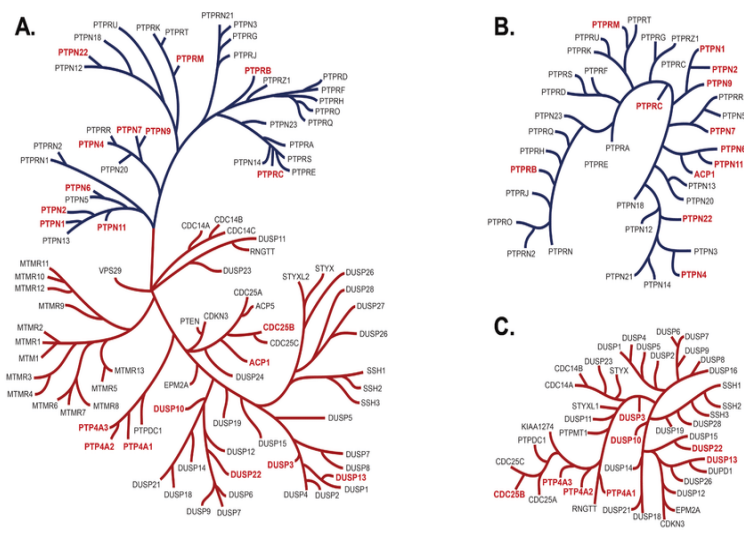 A.
PTPRU
PTPRK
PTPRT
PTPRN21
PTPN3
PTPRG
PTPRJ
PTPN18
PTPN22
PTPN12
PTPRM
PTPRB
PTPRZ1
PTPRD
PTPRF
PTPRH
PTPRO
PTPRQ
PTPN23
PTPRA
PTPRS
PTPRE
PTPN14
PTPRC
PTPRR
PTPN7
PTPN9
PTPN4
PTPN20
PTPRN2
PTPRN1
PTPN6
PTPN5
PTPN2
PTPN1
PTPN11
PTPN13
CDC14A
CDC14B
CDC14C
DUSP11
RNGTT
DUSP23
VPS29
MTMR11
MTMR10
MTMR12
MTMR9
MTMR2
MTMR1
MTM1
MTMR3
MTMR4
MTMR6
MTMR7
MTMR8
MTMR5
MTMR13
PTP4A3
PTP4A2
PTP4A1
PTPDC1
PTEN
CDKN3
CDC25A
ACP5
CDC25B
CDC25C
ACP1
DUSP24
EPM2A
STYXL2
STYX
DUSP26
DUSP28
DUSP27
DUSP26
SSH1
SSH2
SSH3
DUSP5
DUSP10
DUSP19
DUSP15
DUSP12
DUSP14
DUSP22
DUSP21
DUSP18
DUSP6
DUSP9
DUSP7
DUSP7
DUSP8
DUSP3
DUSP13
DUSP4
DUSP2
DUSP1
B.
PTPRM
PTPRT
PTPRU
PTPRG
PTPRZ1
PTPRK
PTPN1
PTPRC
PTPN2
PTPRS
PTPRF
PTPN9
PTPRD
PTPRR
PTPRC
PTPN5
PTPN23
PTPN7
PTPRQ
PTPRA
PTPN6
PTPRH
PTPRE
PTPN11
PTPRB
ACP1
PTPN13
PTPRJ
PTPN20
PTPN18
PTPN22
PTPRO
PTPN12
PTPRN2
PTPRN
PTPN3
PTPN21
PTPN14
PTPN4
C.
DUSP6
DUSP4
DUSP7
DUSP1
DUSP5
DUSP9
DUSP23
DUSP2
DUSP8
CDC14B
STYX
DUSP16
CDC14A
SSH1
STYXL1
DUSP3
SSH2
DUSP11
SSH3
DUSP28
KIAA1274
PTPMT1
DUSP19
DUSP10
DUSP15
PTPDC1
DUSP22
CDC25C
DUSP14
DUSP13
DUPD1
PTP4A3
DUSP26
CDC25B
CDC25A
PTP4A2
PTP4A1
DUSP12
RNGTT
DUSP21
DUSP18
EPM2A
CDKN3